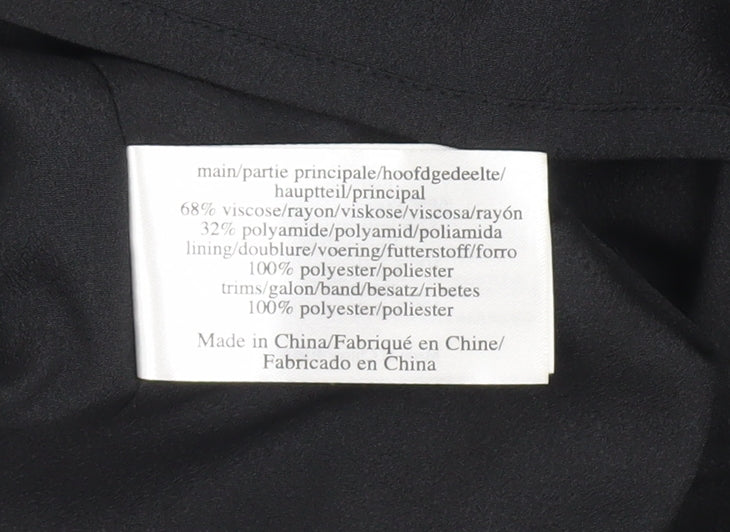 main/partie principale/hoofdgedeelte/
hauptteil/principal
68% viscose/rayon/viskose/viscosa/rayón
32% polyamide/polyamid/poliamida
lining/doublure/voering/futterstoff/forro
100% polyester/poliester
trims/galon/band/besatz/ribetes
100% polyester/poliester
Made in China/Fabriqué en Chine/
Fabricado en China